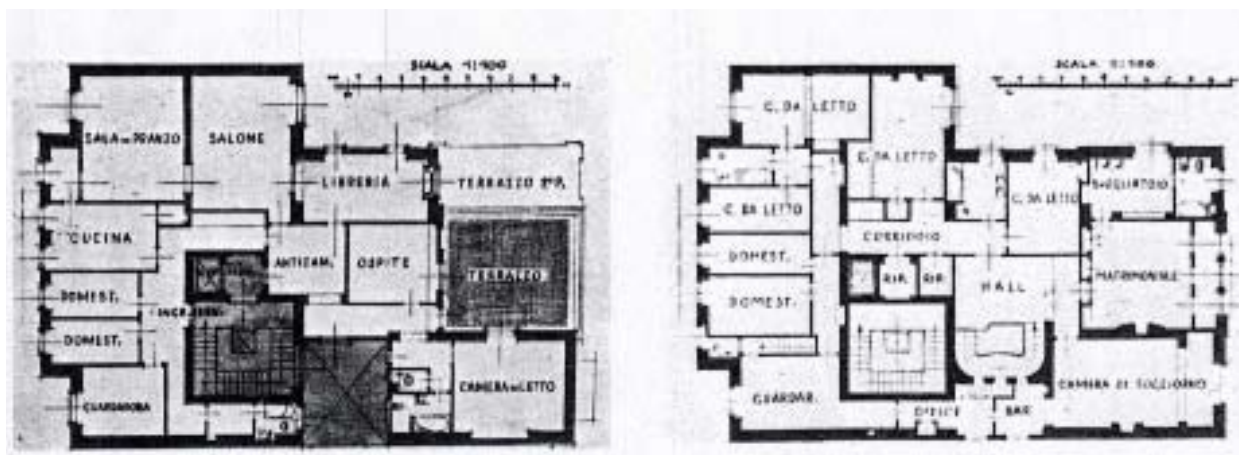 SCALA 1:100
SALA DA PRANZO
SALONE
LIBRERIA
TERRAZZO
CUCINA
ANTICAM.
OSPITE
TERRAZZO
DOMEST.
DOMEST.
GUARDAROBA
CAMERA DA LETTO
SCALA 1:100
C. DA LETTO
C. DA LETTO
C. DA LETTO
C. DA LETTO
CORRIDOIO
DOMEST.
DOMEST.
RIP.
RIP.
HALL
MATRIMONIALE
GUARDAR.
OFFICE
BAR
CAMERA DI SOGGIORNO